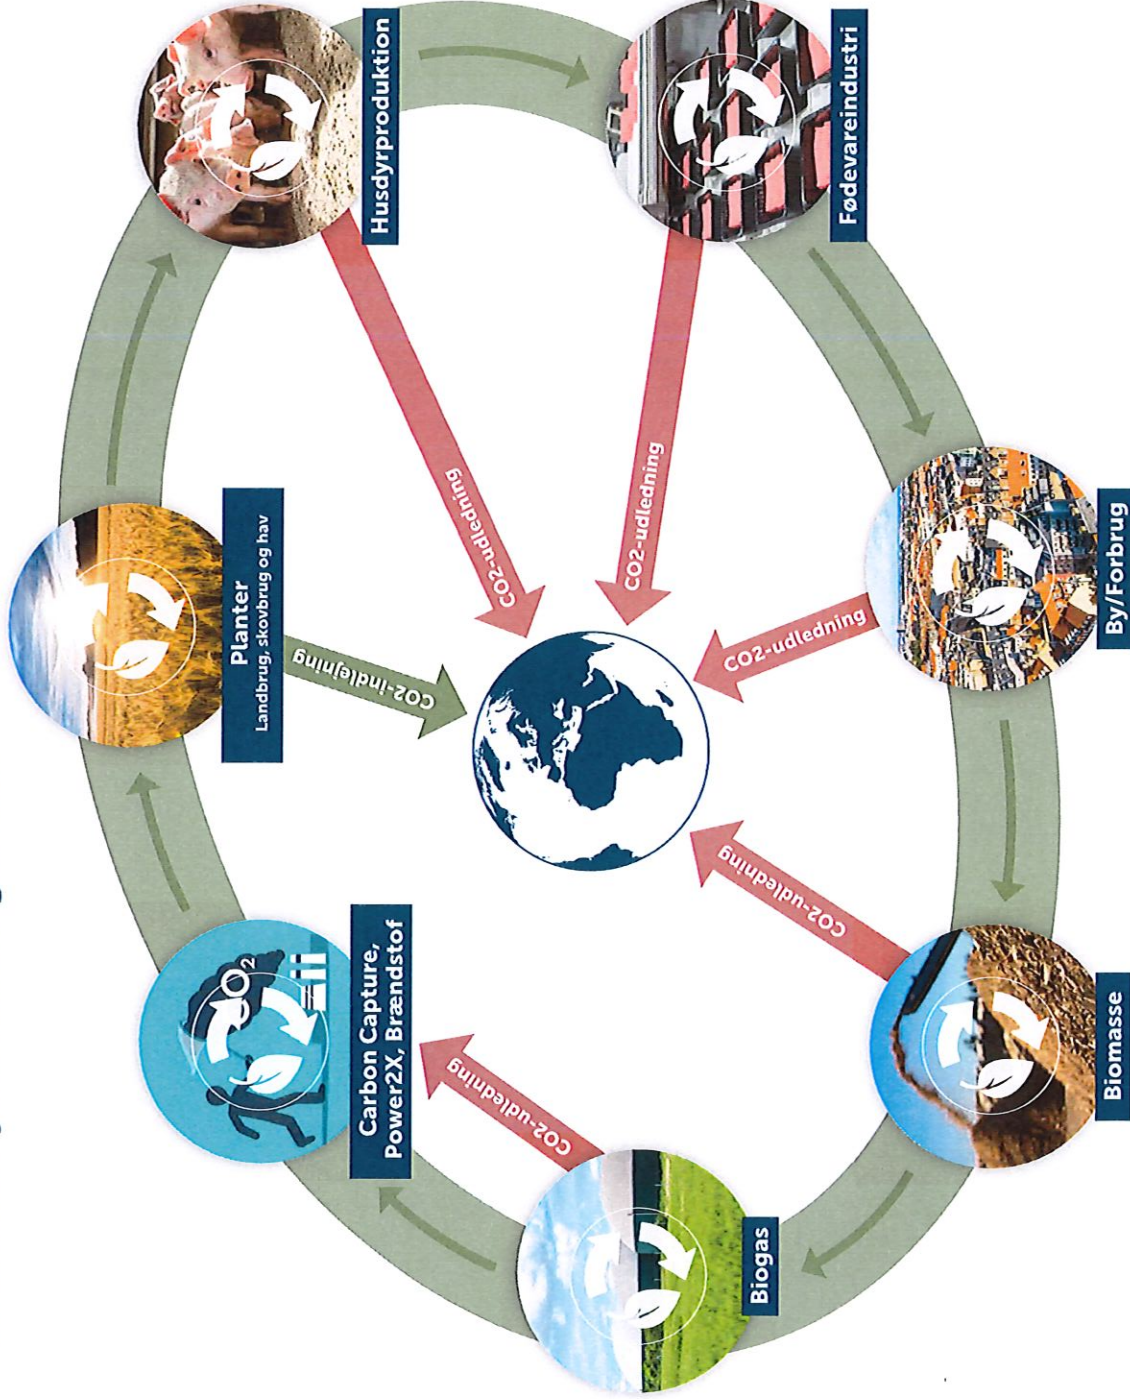 Planter
Landbrug, skovbrug og hav
Husdyrproduktion
Fødevareindustri
By/Forbrug
Biomasse
Biogas
Carbon Capture,
Power2X, Brændstof
CO2
CO2-indlejning
CO2-udledning
CO2-udledning
CO2-udledning
CO2-udledning
CO2-udledning